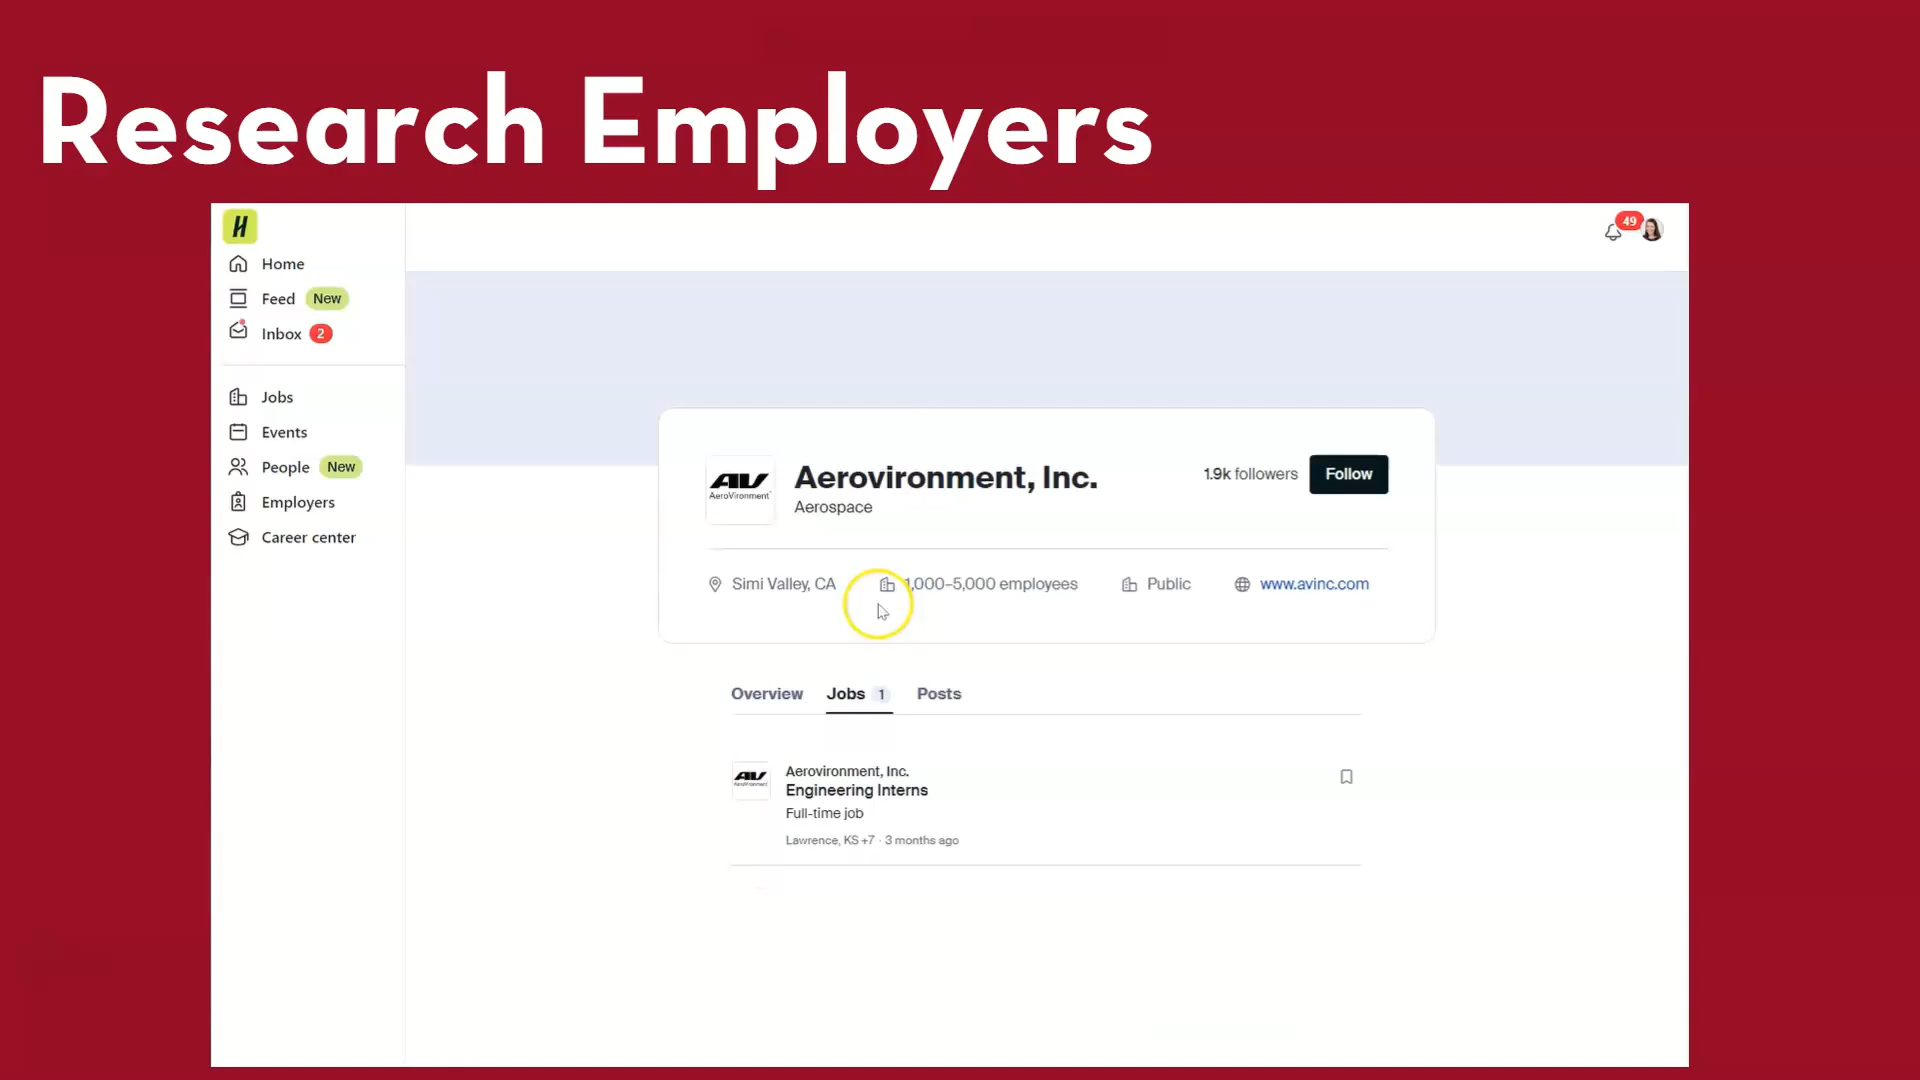 Research Employers
H
49
Home
Feed New
Inbox 2
Jobs
Events
People New
Employers
Career center
AV
AeroVironment
Aerovironment, Inc.
Aerospace
1.9k followers
Follow
Simi Valley, CA
1,000–5,000 employees
Public
www.avinc.com
Overview
Jobs 1
Posts
AV
AeroVironment
Aerovironment, Inc.
Engineering Interns
Full-time job
Lawrence, KS +7 · 3 months ago